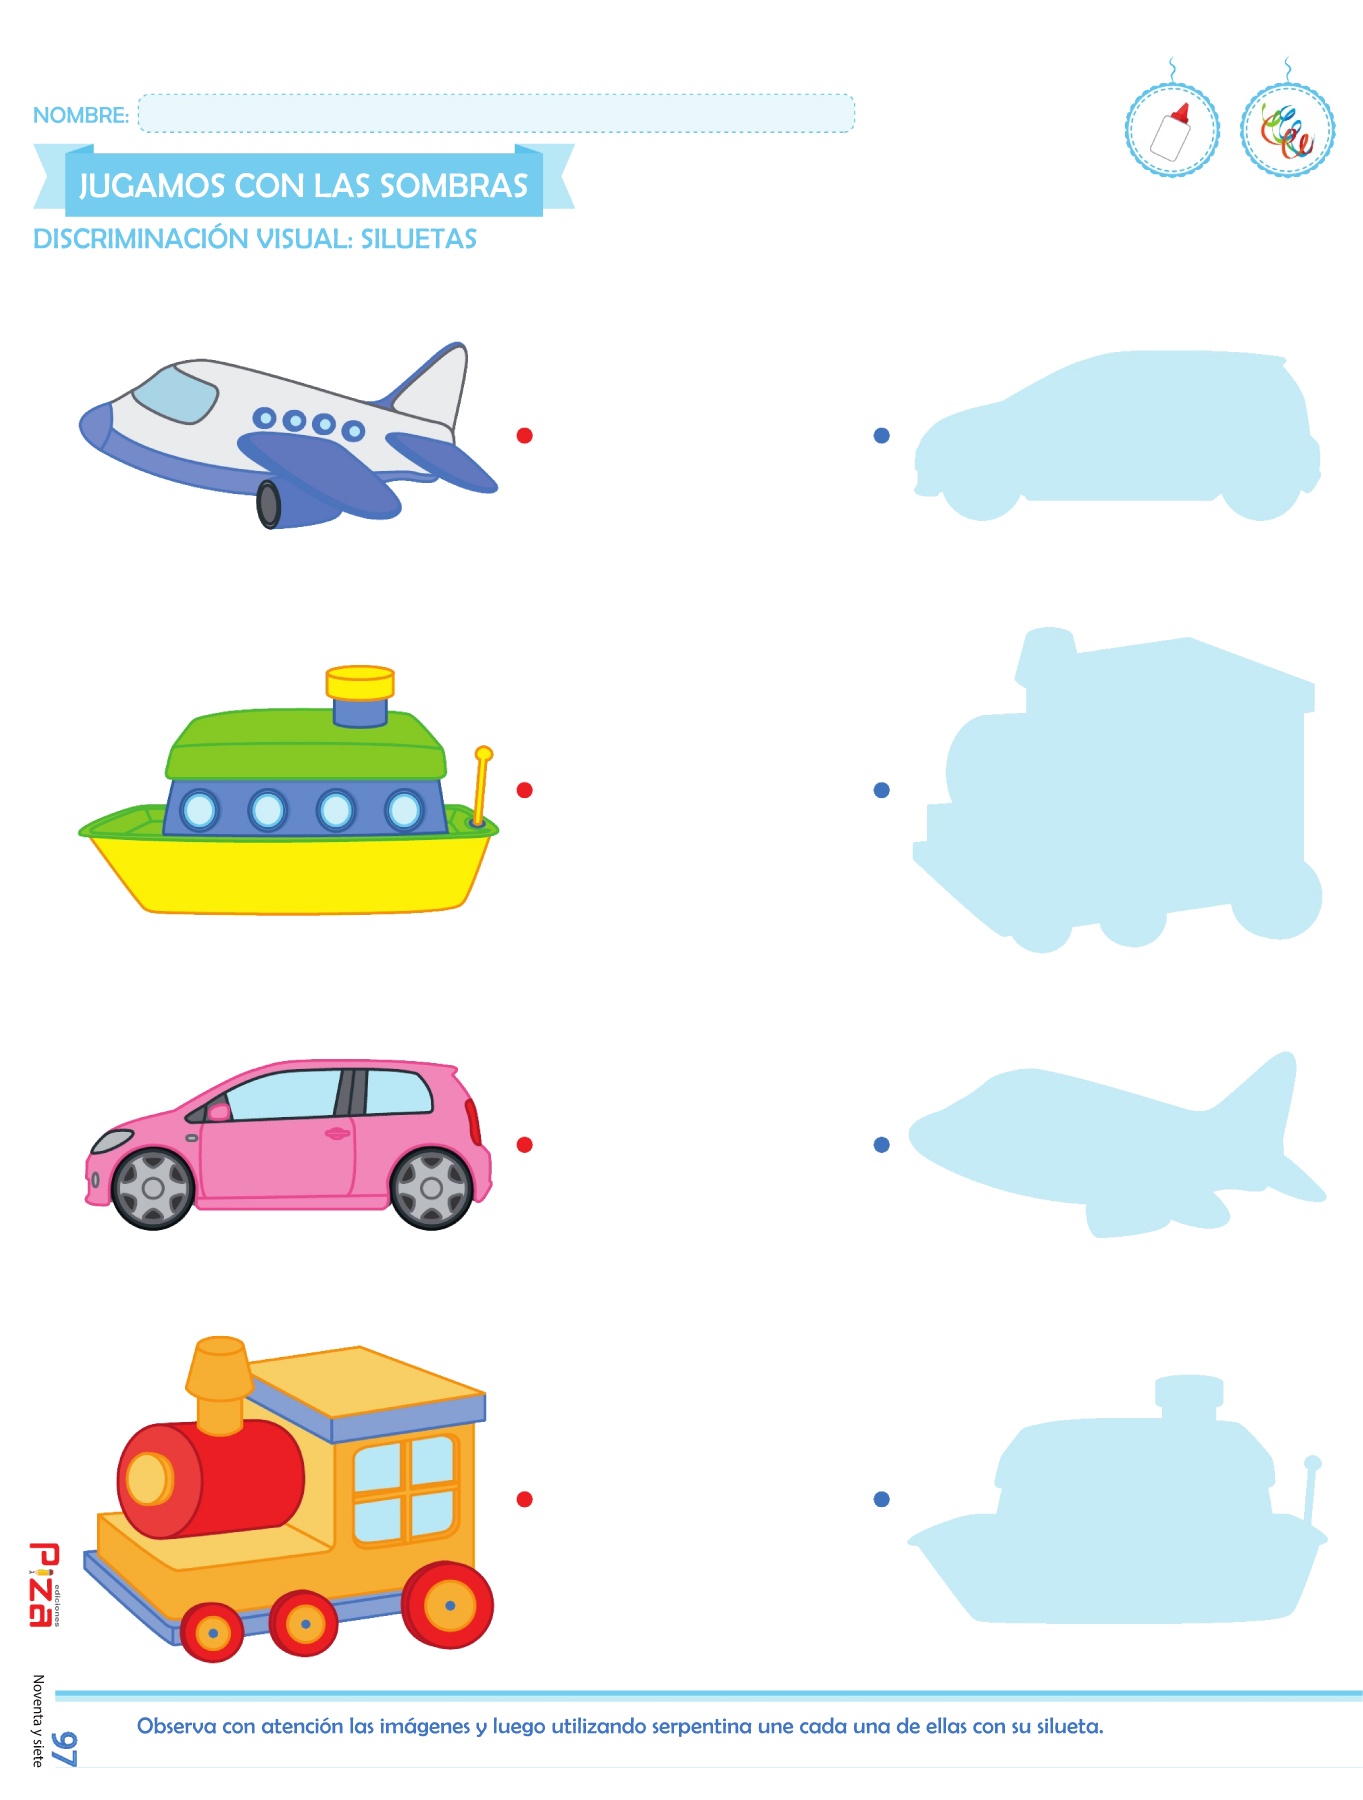 NOMBRE:
JUGAMOS CON LAS SOMBRAS
DISCRIMINACIÓN VISUAL: SILUETAS
Piza
ediciones
Noventa y siete
97
Observa con atención las imágenes y luego utilizando serpentina une cada una de ellas con su silueta.